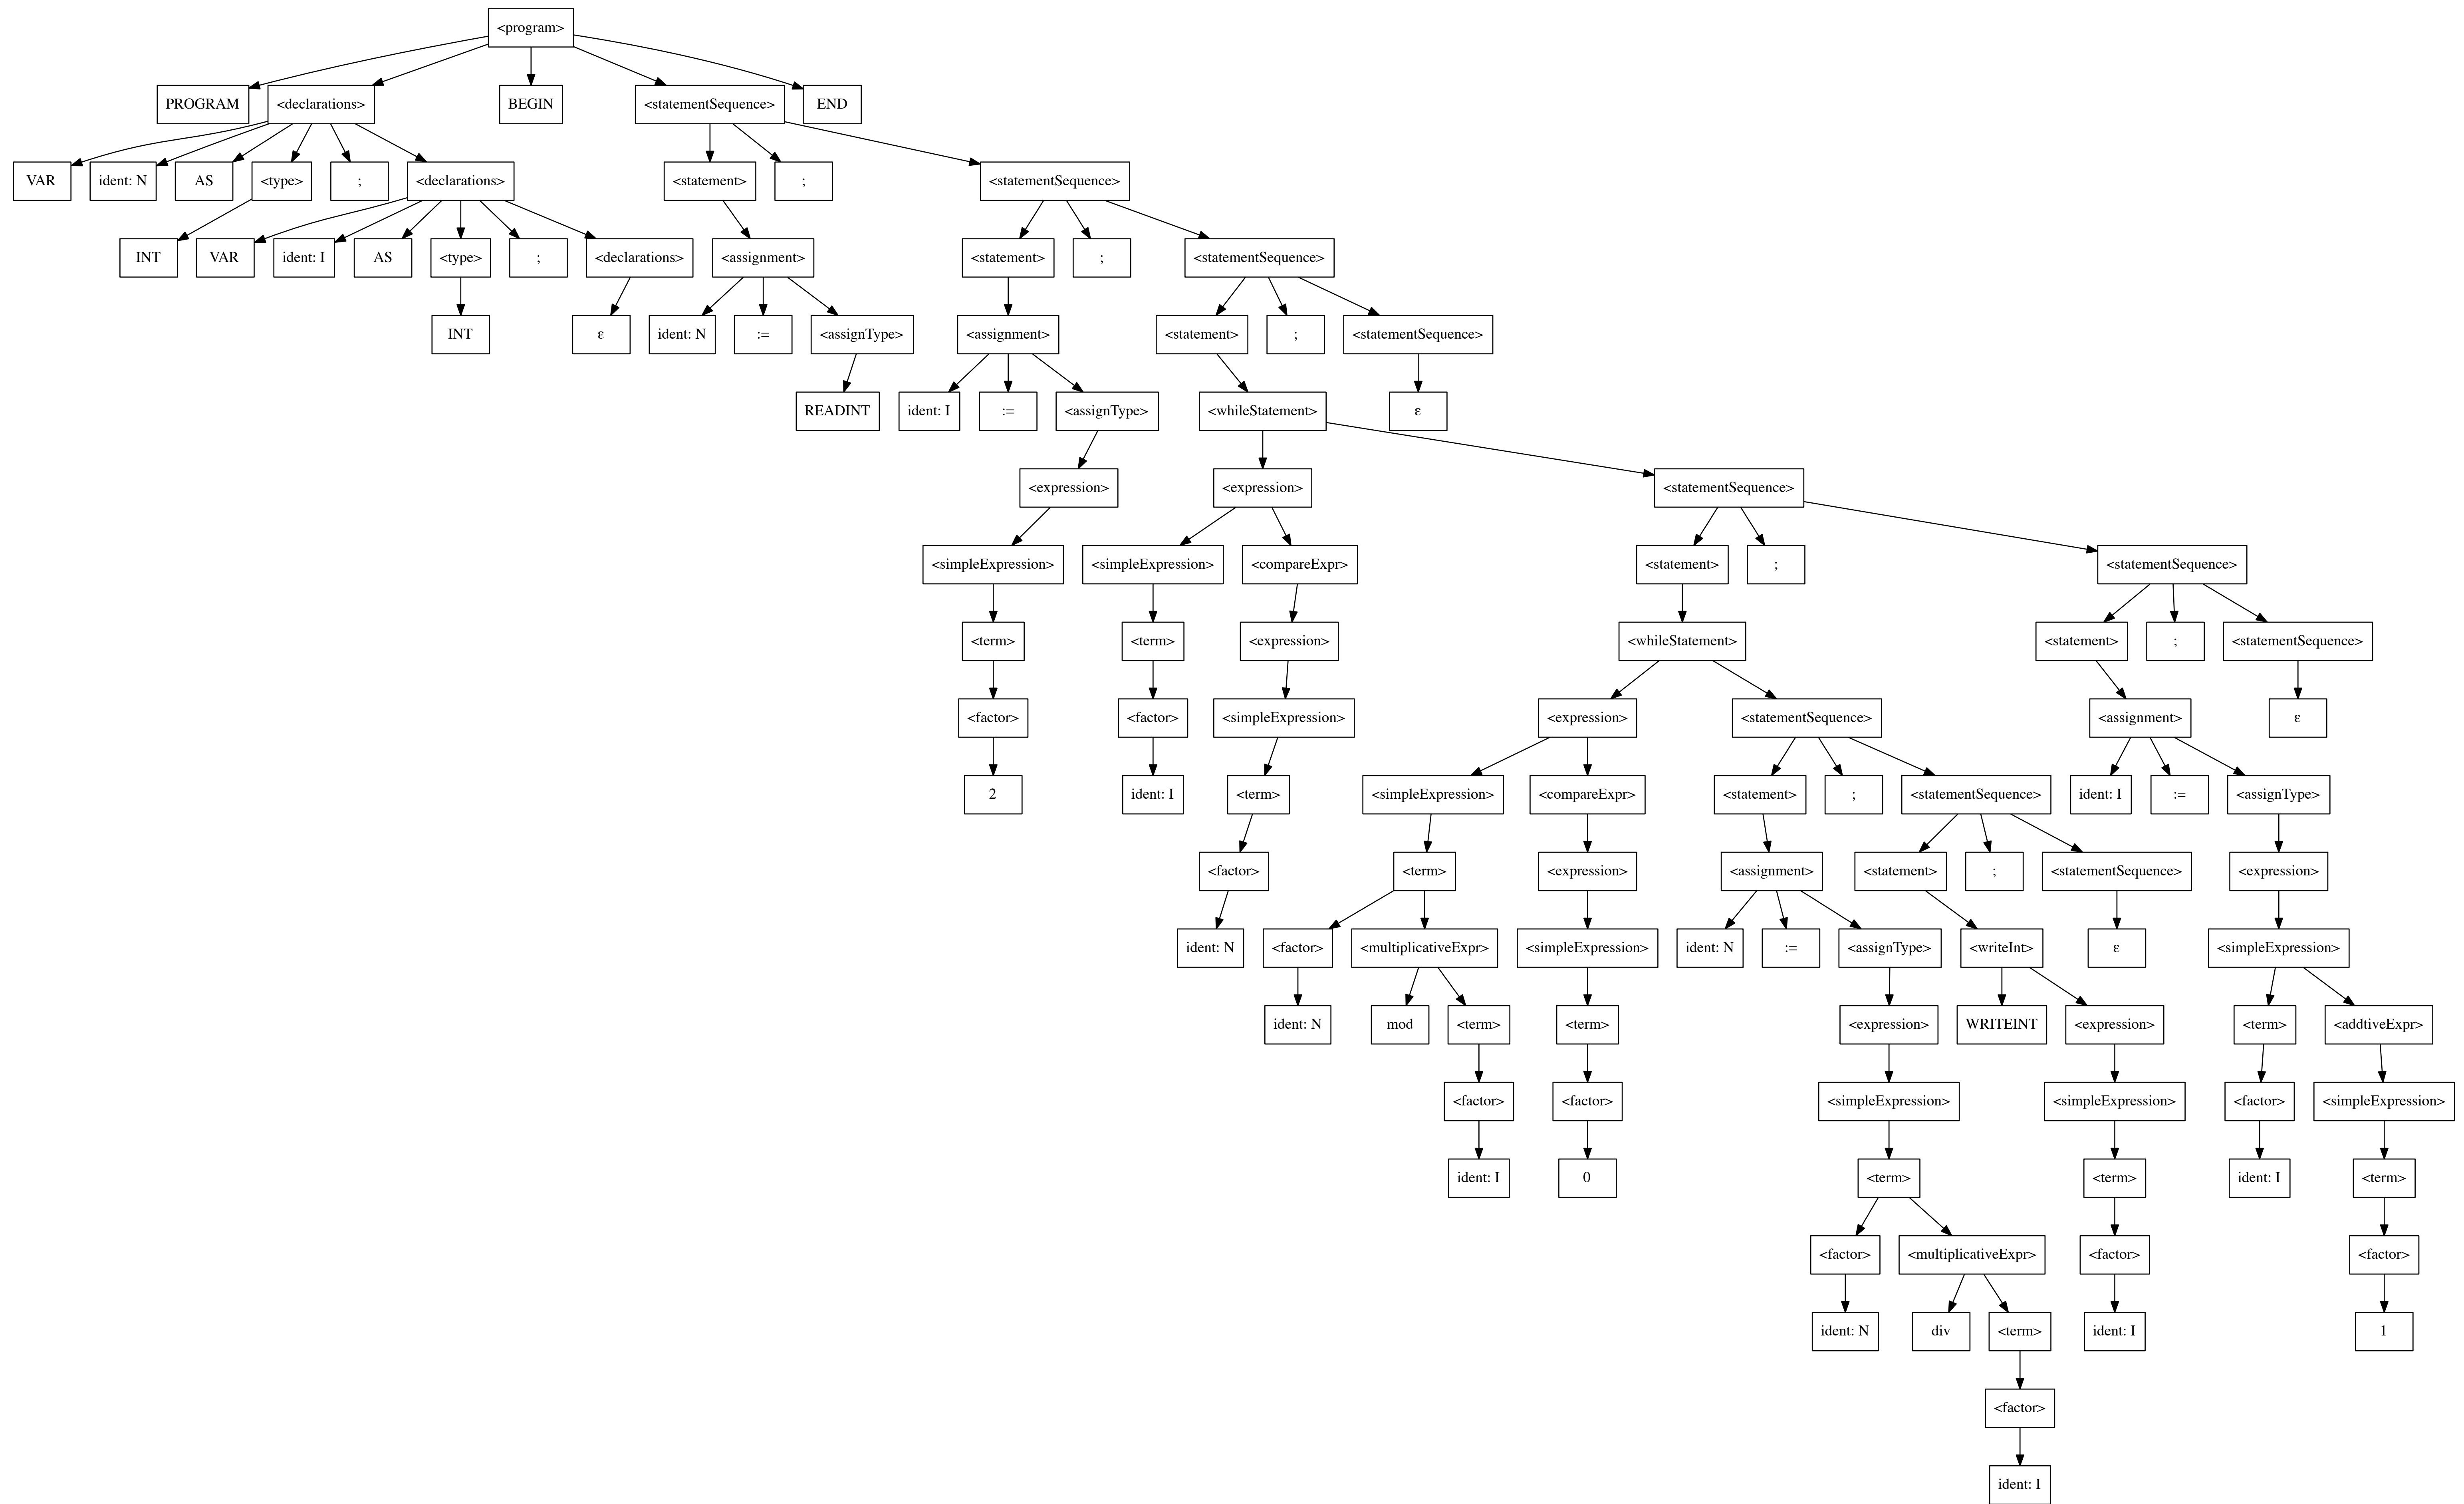 <program>
PROGRAM
<declarations>
BEGIN
<statementSequence>
END
VAR
ident: N
AS
<type>
;
<declarations>
<statement>
;
<statementSequence>
INT
VAR
ident: I
AS
<type>
;
<declarations>
<assignment>
<statement>
;
<statementSequence>
INT
ε
ident: N
:=
<assignType>
<assignment>
<statement>
;
<statementSequence>
READINT
ident: I
:=
<assignType>
<whileStatement>
ε
<expression>
<expression>
<statementSequence>
<simpleExpression>
<simpleExpression>
<compareExpr>
<statement>
;
<statementSequence>
<term>
<term>
<expression>
<whileStatement>
<statement>
;
<statementSequence>
<factor>
<factor>
<simpleExpression>
<expression>
<statementSequence>
<assignment>
ε
2
ident: I
<term>
<simpleExpression>
<compareExpr>
<statement>
;
<statementSequence>
ident: I
:=
<assignType>
<factor>
<term>
<expression>
<assignment>
<statement>
;
<statementSequence>
<expression>
ident: N
<factor>
<multiplicativeExpr>
<simpleExpression>
ident: N
:=
<assignType>
<writeInt>
ε
<simpleExpression>
ident: N
mod
<term>
<term>
<expression>
WRITEINT
<expression>
<term>
<addtiveExpr>
<factor>
<factor>
<simpleExpression>
<simpleExpression>
<factor>
<simpleExpression>
ident: I
0
<term>
<term>
ident: I
<term>
<factor>
<multiplicativeExpr>
<factor>
<factor>
ident: N
div
<term>
ident: I
1
<factor>
ident: I